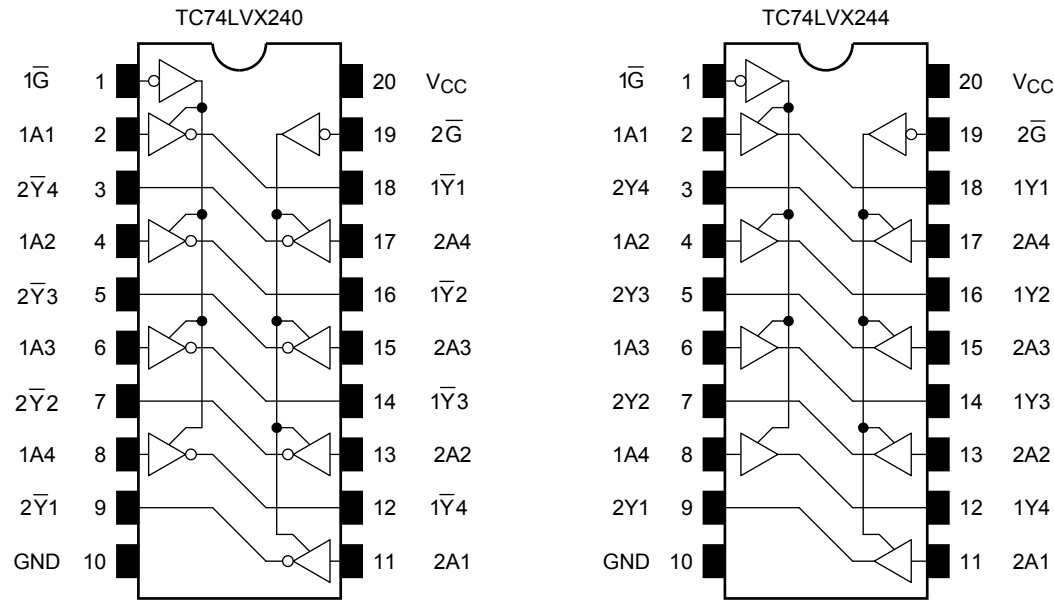 TC74LVX240 TC74LVX244
1G̅ 1 20 VCC 1G̅ 1 20 VCC
1A1 2 19 2G̅ 1A1 2 19 2G̅
2Y̅4 3 18 1Y̅1 2Y4 3 18 1Y1
1A2 4 17 2A4 1A2 4 17 2A4
2Y̅3 5 16 1Y̅2 2Y3 5 16 1Y2
1A3 6 15 2A3 1A3 6 15 2A3
2Y̅2 7 14 1Y̅3 2Y2 7 14 1Y3
1A4 8 13 2A2 1A4 8 13 2A2
2Y̅1 9 12 1Y̅4 2Y1 9 12 1Y4
GND 10 11 2A1 GND 10 11 2A1